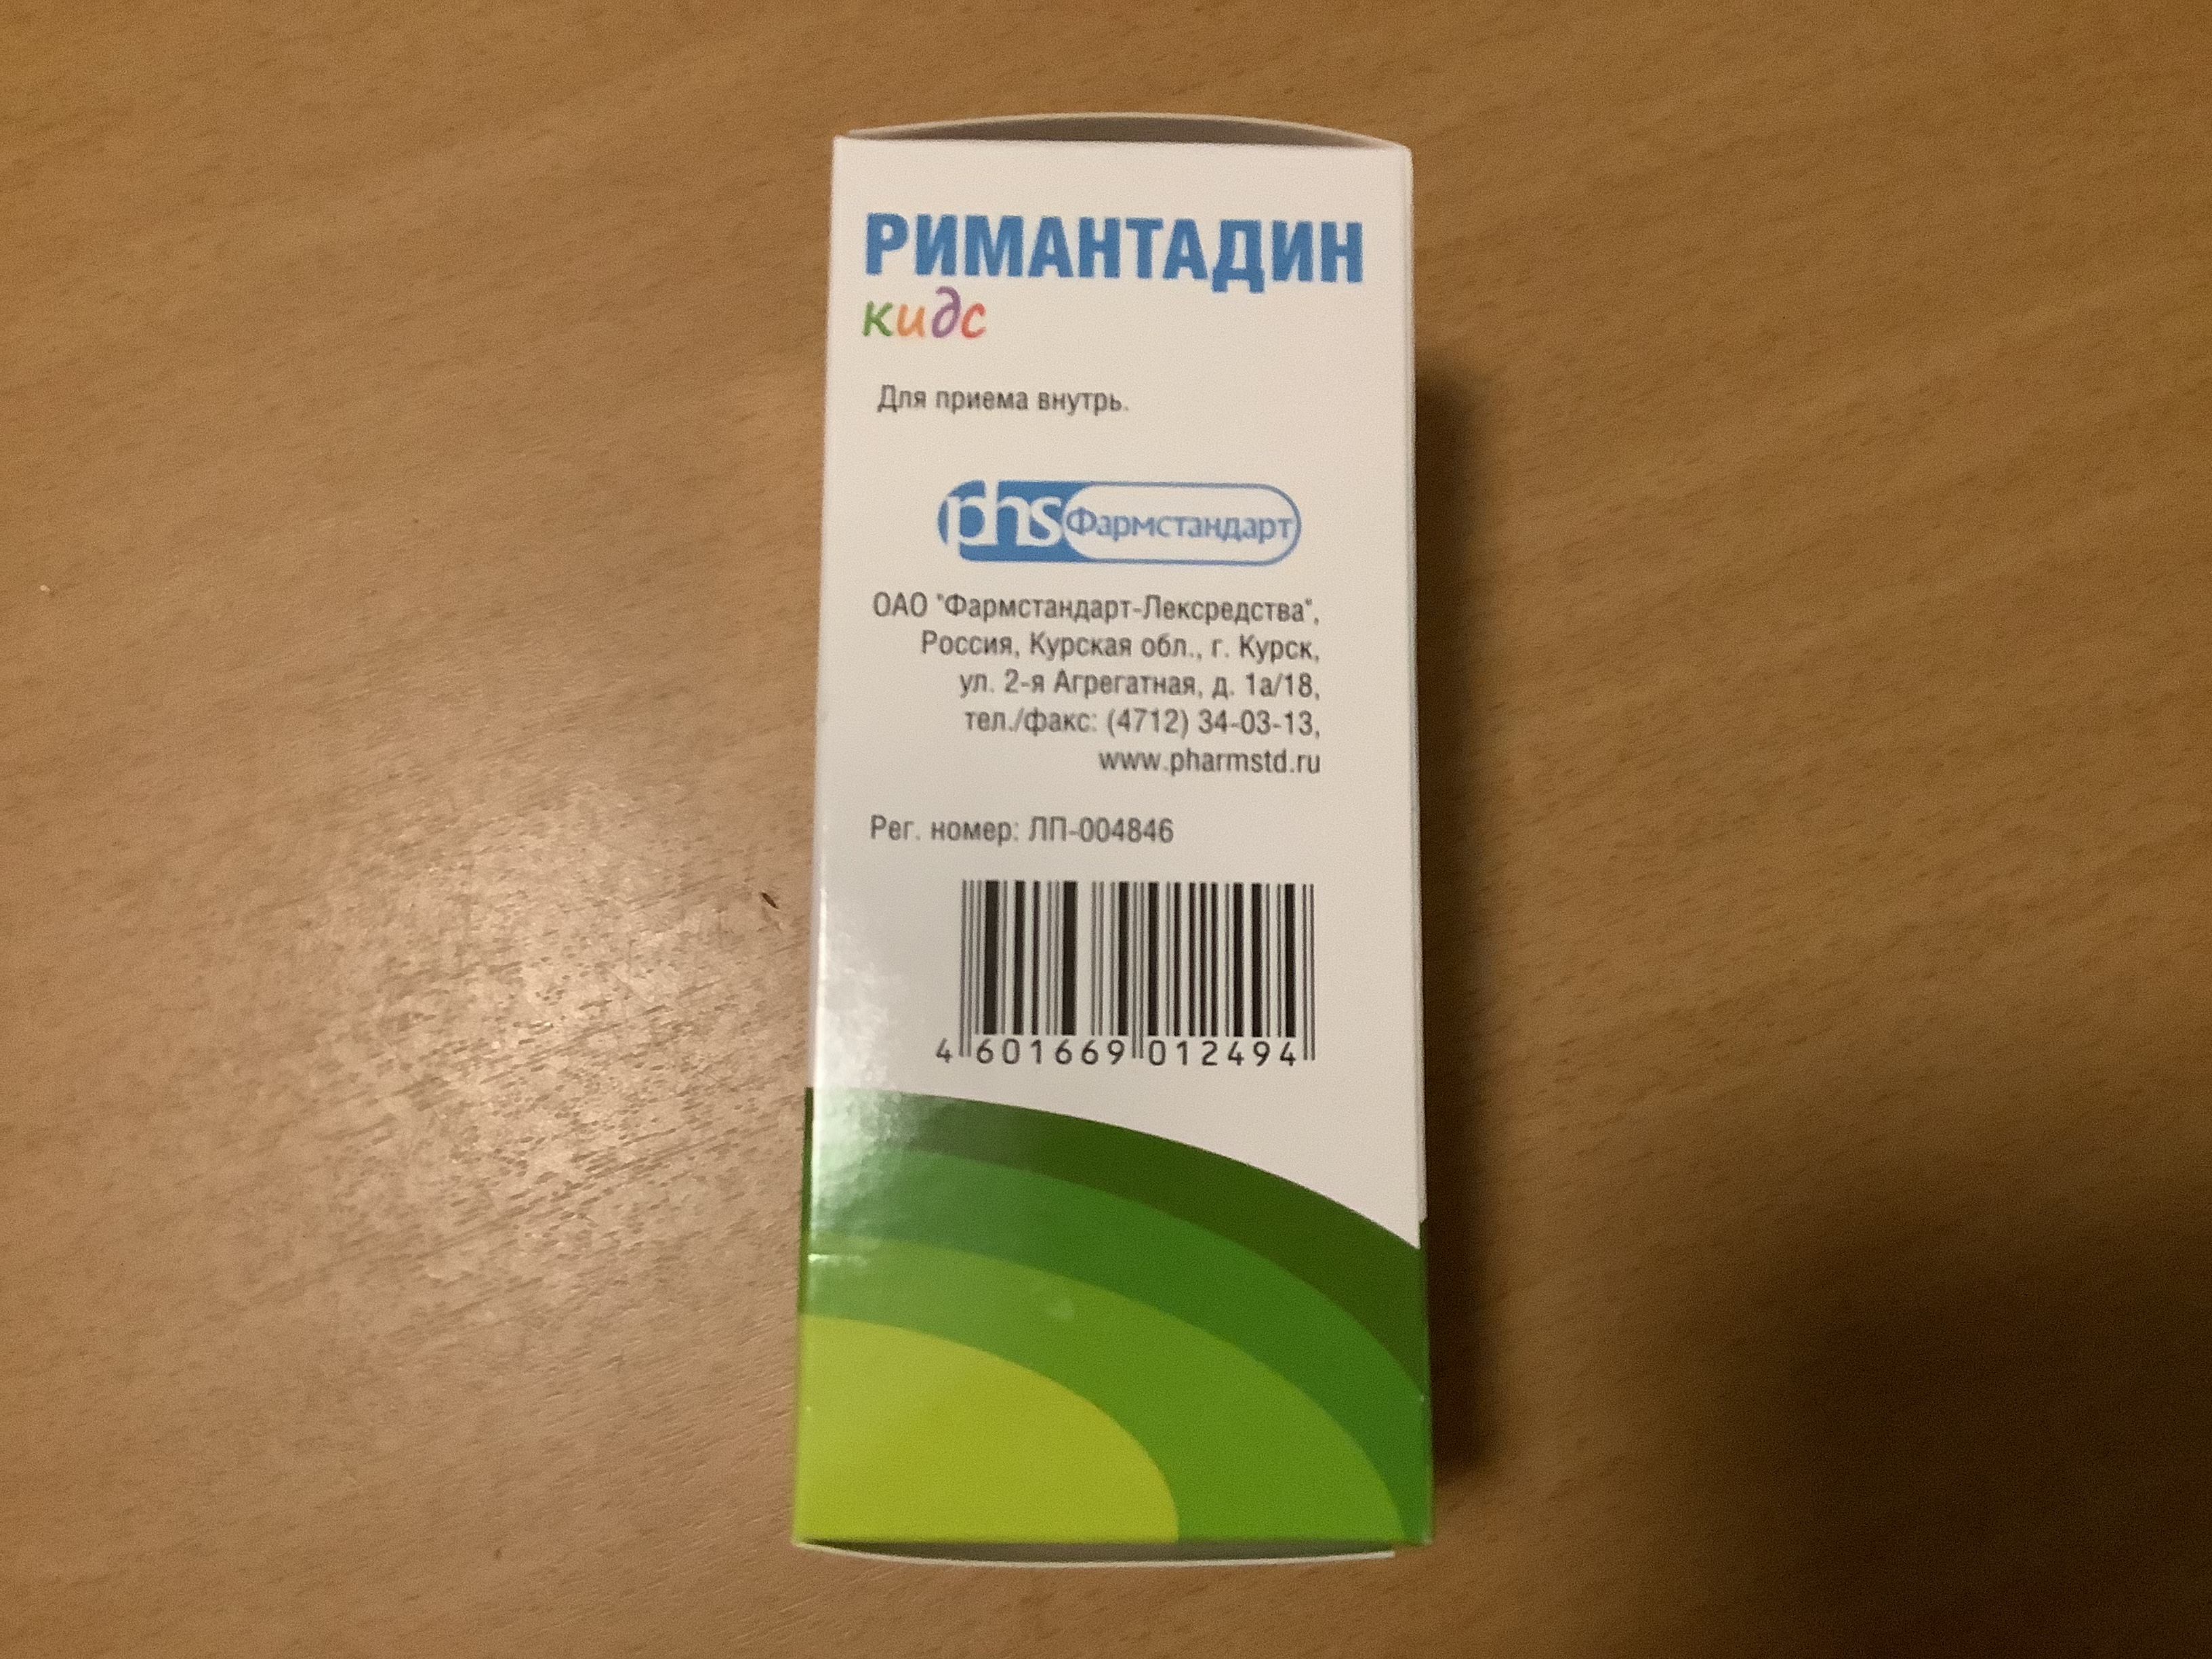 РИМАНТАДИН
кидс
Для приема внутрь.
phs Фармстандарт
ОАО "Фармстандарт-Лексредства",
Россия, Курская обл., г. Курск,
ул. 2-я Агрегатная, д. 1а/18,
тел./факс: (4712) 34-03-13,
www.pharmstd.ru
Рег. номер: ЛП-004846
4 601669 012494